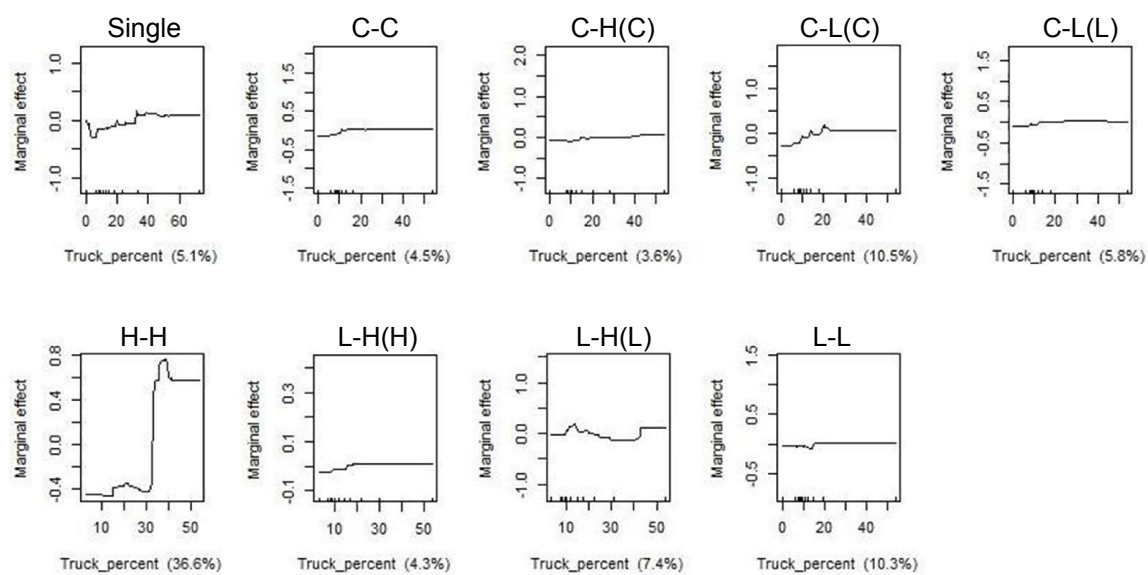 Single
C-C
C-H(C)
C-L(C)
C-L(L)
Marginal effect
-1.0 0.0 1.0
0 20 40 60
Truck_percent (5.1%)
Marginal effect
-1.5 -0.5 0.5 1.5
0 20 40
Truck_percent (4.5%)
Marginal effect
-1.0 0.0 1.0 2.0
0 20 40
Truck_percent (3.6%)
Marginal effect
-1.0 0.0 1.0
0 20 40
Truck_percent (10.5%)
Marginal effect
-1.5 -0.5 0.5 1.5
0 20 40
Truck_percent (5.8%)
H-H
L-H(H)
L-H(L)
L-L
Marginal effect
-0.4 0.0 0.4 0.8
10 30 50
Truck_percent (36.6%)
Marginal effect
-0.1 0.1 0.3
10 30 50
Truck_percent (4.3%)
Marginal effect
-1.0 0.0 1.0
10 30 50
Truck_percent (7.4%)
Marginal effect
-0.5 0.5 1.5
0 20 40
Truck_percent (10.3%)